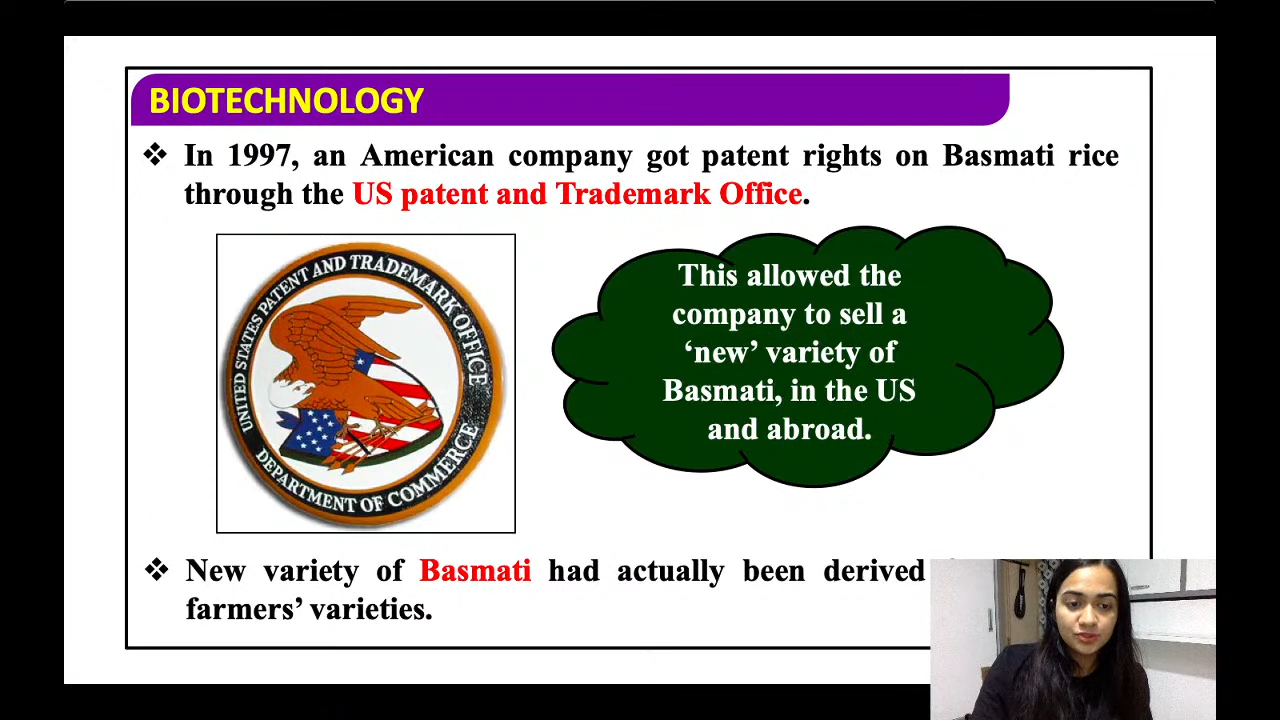 BIOTECHNOLOGY
❖ In 1997, an American company got patent rights on Basmati rice
through the US patent and Trademark Office.
UNITED STATES PATENT AND TRADEMARK OFFICE
DEPARTMENT OF COMMERCE
This allowed the
company to sell a
‘new’ variety of
Basmati, in the US
and abroad.
❖ New variety of Basmati had actually been derived
farmers’ varieties.